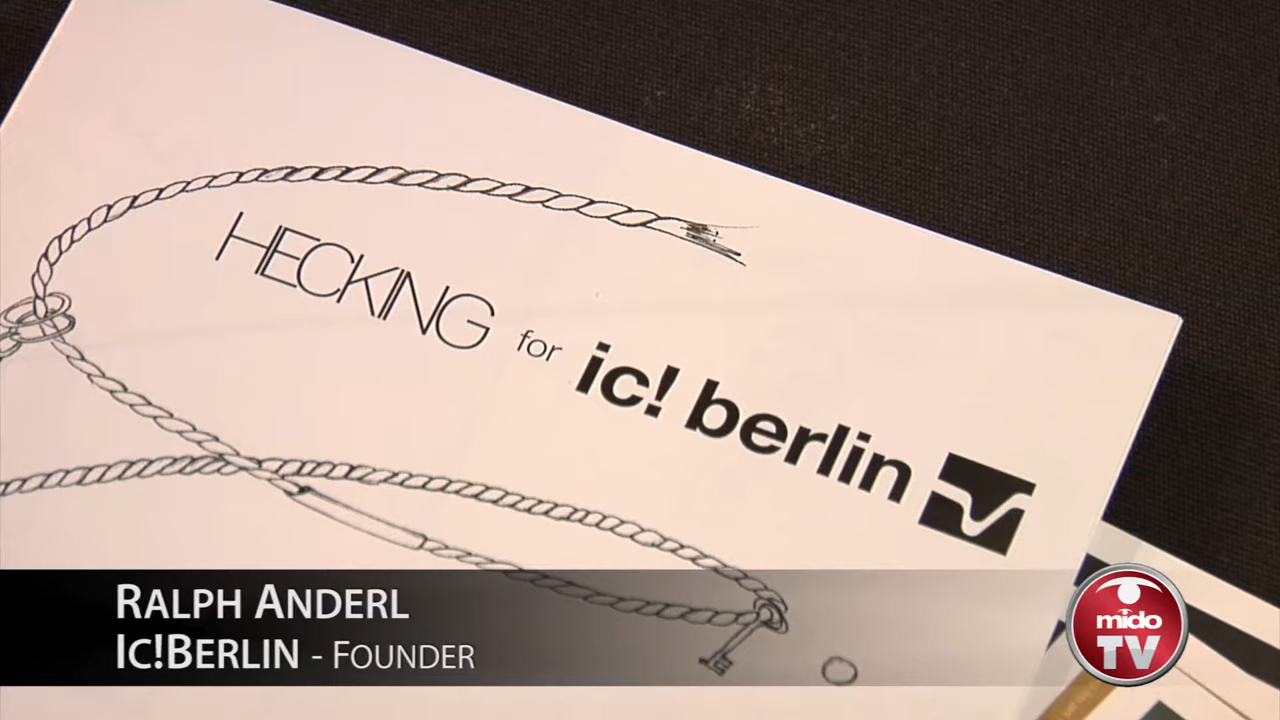 HECKING for ic! berlin
RALPH ANDERL
IC!BERLIN - FOUNDER
mido
TV